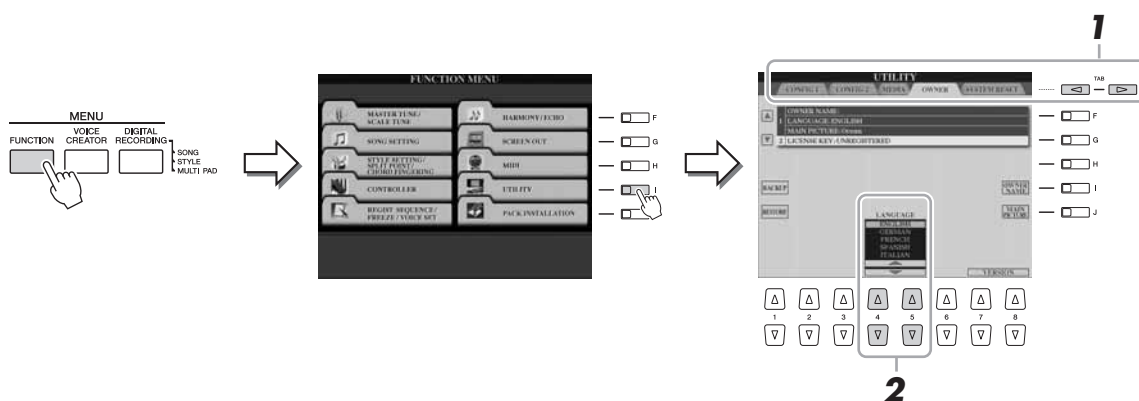 MENU
FUNCTION
VOICE CREATOR
DIGITAL RECORDING
SONG
STYLE
MULTI PAD
FUNCTION MENU
MASTER TUNE/
SCALE TUNE
HARMONY/ECHO
SONG SETTING
SCREEN OUT
STYLE SETTING/
SPLIT POINT/
CHORD FINGERING
MIDI
CONTROLLER
UTILITY
REGIST SEQUENCE/
FREEZE/VOICE SET
PACK INSTALLATION
F
G
H
I
1
UTILITY
CONFIG 1
CONFIG 2
MEDIA
OWNER
SYSTEM RESET
TAB
OWNER NAME:
1 LANGUAGE:ENGLISH
MAIN PICTURE:Ocean
2 LICENSE KEY:UNREGISTERED
BACKUP
RESTORE
OWNER NAME
MAIN PICTURE
F
G
H
I
J
LANGUAGE
ENGLISH
GERMAN
FRENCH
SPANISH
ITALIAN
VERSION
1 2 3 4 5 6 7 8
2